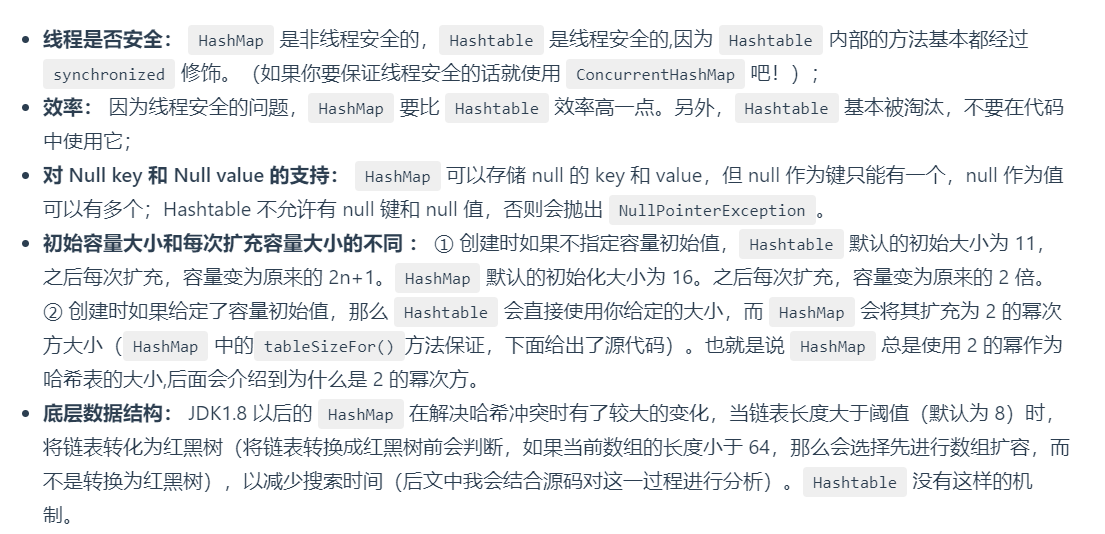 线程是否安全： HashMap 是非线程安全的，Hashtable 是线程安全的,因为 Hashtable 内部的方法基本都经过
synchronized 修饰。（如果你要保证线程安全的话就使用 ConcurrentHashMap 吧！）;
效率： 因为线程安全的问题，HashMap 要比 Hashtable 效率高一点。另外，Hashtable 基本被淘汰，不要在代码
中使用它；
对 Null key 和 Null value 的支持： HashMap 可以存储 null 的 key 和 value，但 null 作为键只能有一个，null 作为值
可以有多个；Hashtable 不允许有 null 键和 null 值，否则会抛出 NullPointerException。
初始容量大小和每次扩充容量大小的不同 ： ① 创建时如果不指定容量初始值，Hashtable 默认的初始大小为 11，
之后每次扩充，容量变为原来的 2n+1。HashMap 默认的初始化大小为 16。之后每次扩充，容量变为原来的 2 倍。
② 创建时如果给定了容量初始值，那么 Hashtable 会直接使用你给定的大小，而 HashMap 会将其扩充为 2 的幂次
方大小（HashMap 中的tableSizeFor()方法保证，下面给出了源代码）。也就是说 HashMap 总是使用 2 的幂作为
哈希表的大小,后面会介绍到为什么是 2 的幂次方。
底层数据结构： JDK1.8 以后的 HashMap 在解决哈希冲突时有了较大的变化，当链表长度大于阈值（默认为 8）时，
将链表转化为红黑树（将链表转换成红黑树前会判断，如果当前数组的长度小于 64，那么会选择先进行数组扩容，而
不是转换为红黑树），以减少搜索时间（后文中我会结合源码对这一过程进行分析）。Hashtable 没有这样的机
制。